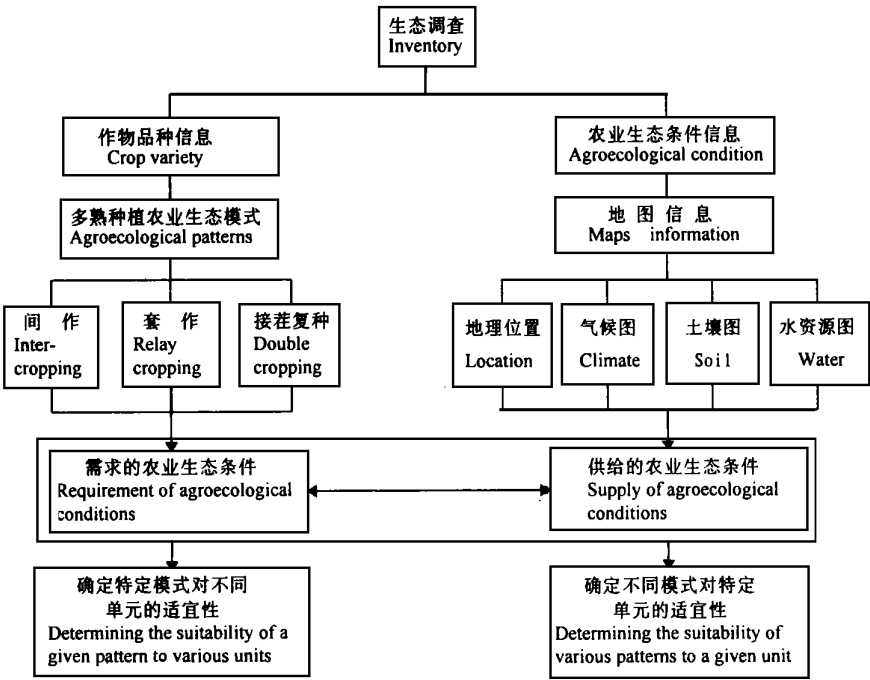 生态调查
Inventory
作物品种信息
Crop variety
农业生态条件信息
Agroecological condition
多熟种植农业生态模式
Agroecological patterns
地图信息
Maps information
间作
Inter-
cropping
套作
Relay
cropping
接茬复种
Double
cropping
地理位置
Location
气候图
Climate
土壤图
Soil
水资源图
Water
需求的农业生态条件
Requirement of agroecological
conditions
供给的农业生态条件
Supply of agroecological
conditions
确定特定模式对不同
单元的适宜性
Determining the suitability of a
given pattern to various units
确定不同模式对特定
单元的适宜性
Determining the suitability of
various patterns to a given unit